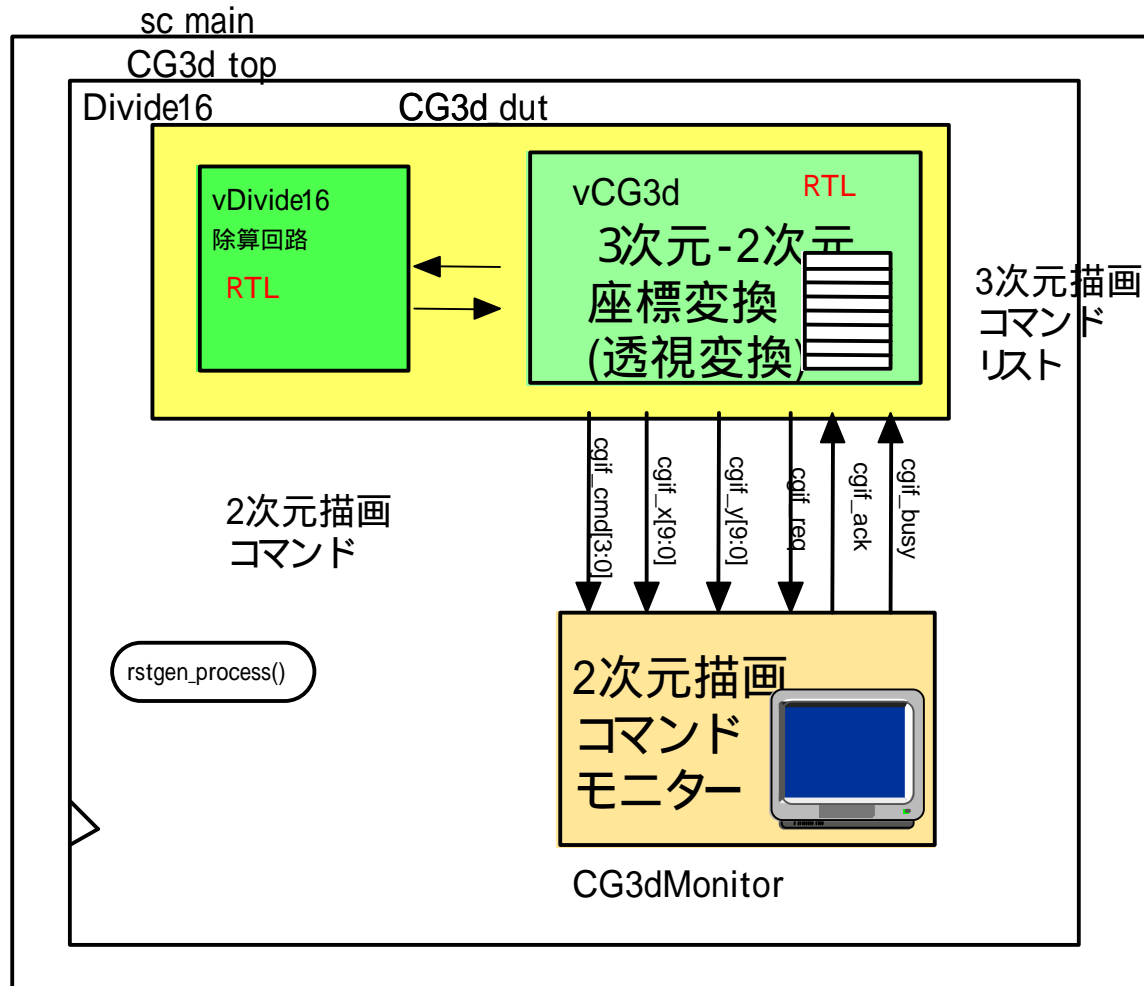 sc main
CG3d top
Divide16
CG3d dut
vDivide16
除算回路
RTL
vCG3d
RTL
3次元-2次元
座標変換
(透視変換)
3次元描画
コマンド
リスト
cgif_cmd[3:0]
cgif_x[9:0]
cgif_y[9:0]
cgif_req
cgif_ack
cgif_busy
2次元描画
コマンド
rstgen_process()
2次元描画
コマンド
モニター
CG3dMonitor